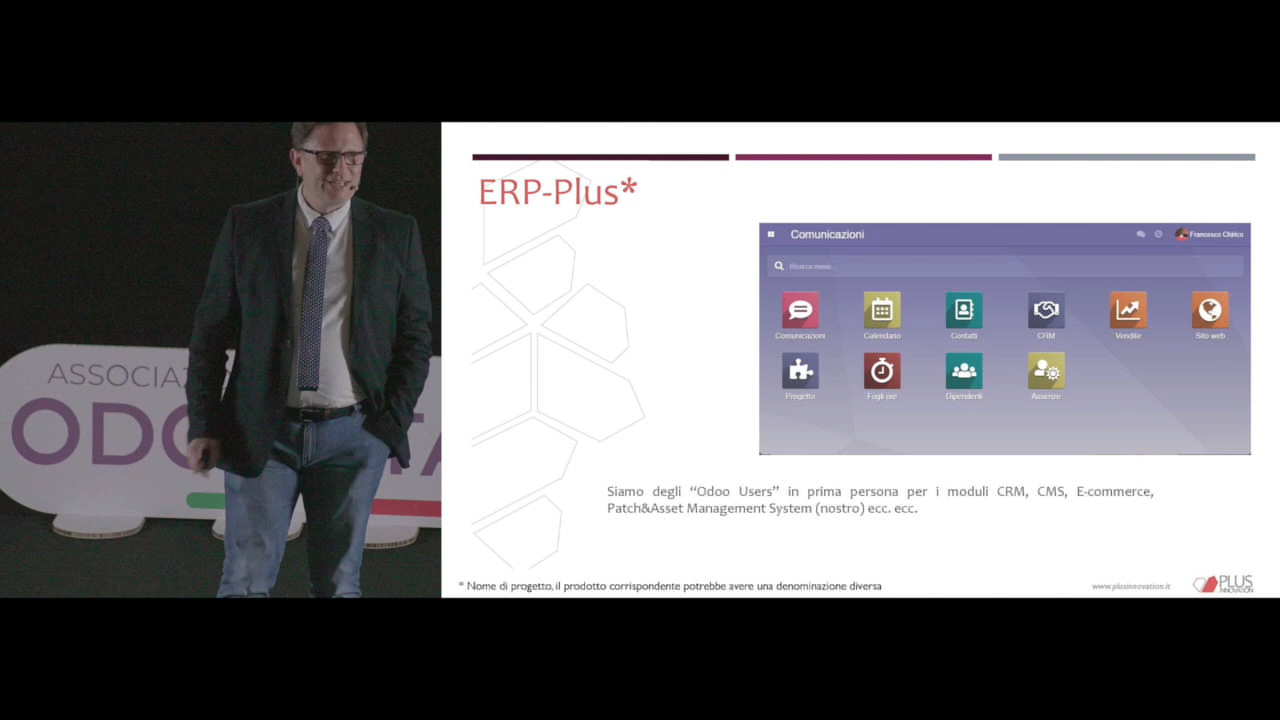 ASSOCIAZ
ODO
TA
ERP-Plus*
Comunicazioni
Francesco Chirico
Ricerca menu...
Comunicazioni
Calendario
Contatti
CRM
Vendite
Sito web
Progetto
Fogli ore
Dipendenti
Assenze
Siamo degli “Odoo Users” in prima persona per i moduli CRM, CMS, E-commerce,
Patch&Asset Management System (nostro) ecc. ecc.
* Nome di progetto, il prodotto corrispondente potrebbe avere una denominazione diversa
www.plusinnovation.it
PLUS
INNOVATION